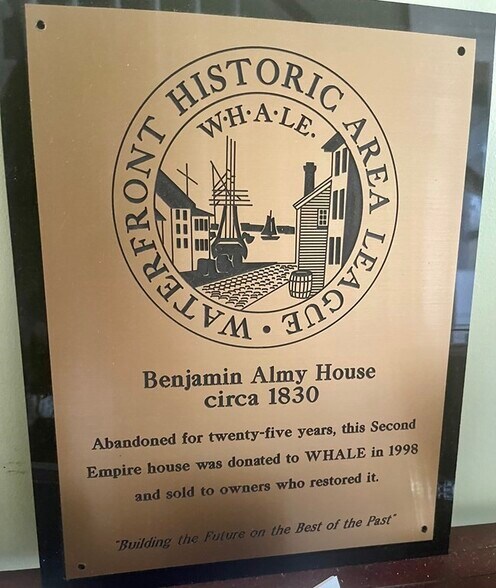 WATERFRONT HISTORIC AREA LEAGUE •
W·H·A·L·E.
Benjamin Almy House
circa 1830
Abandoned for twenty-five years, this Second
Empire house was donated to WHALE in 1998
and sold to owners who restored it.
"Building the Future on the Best of the Past"